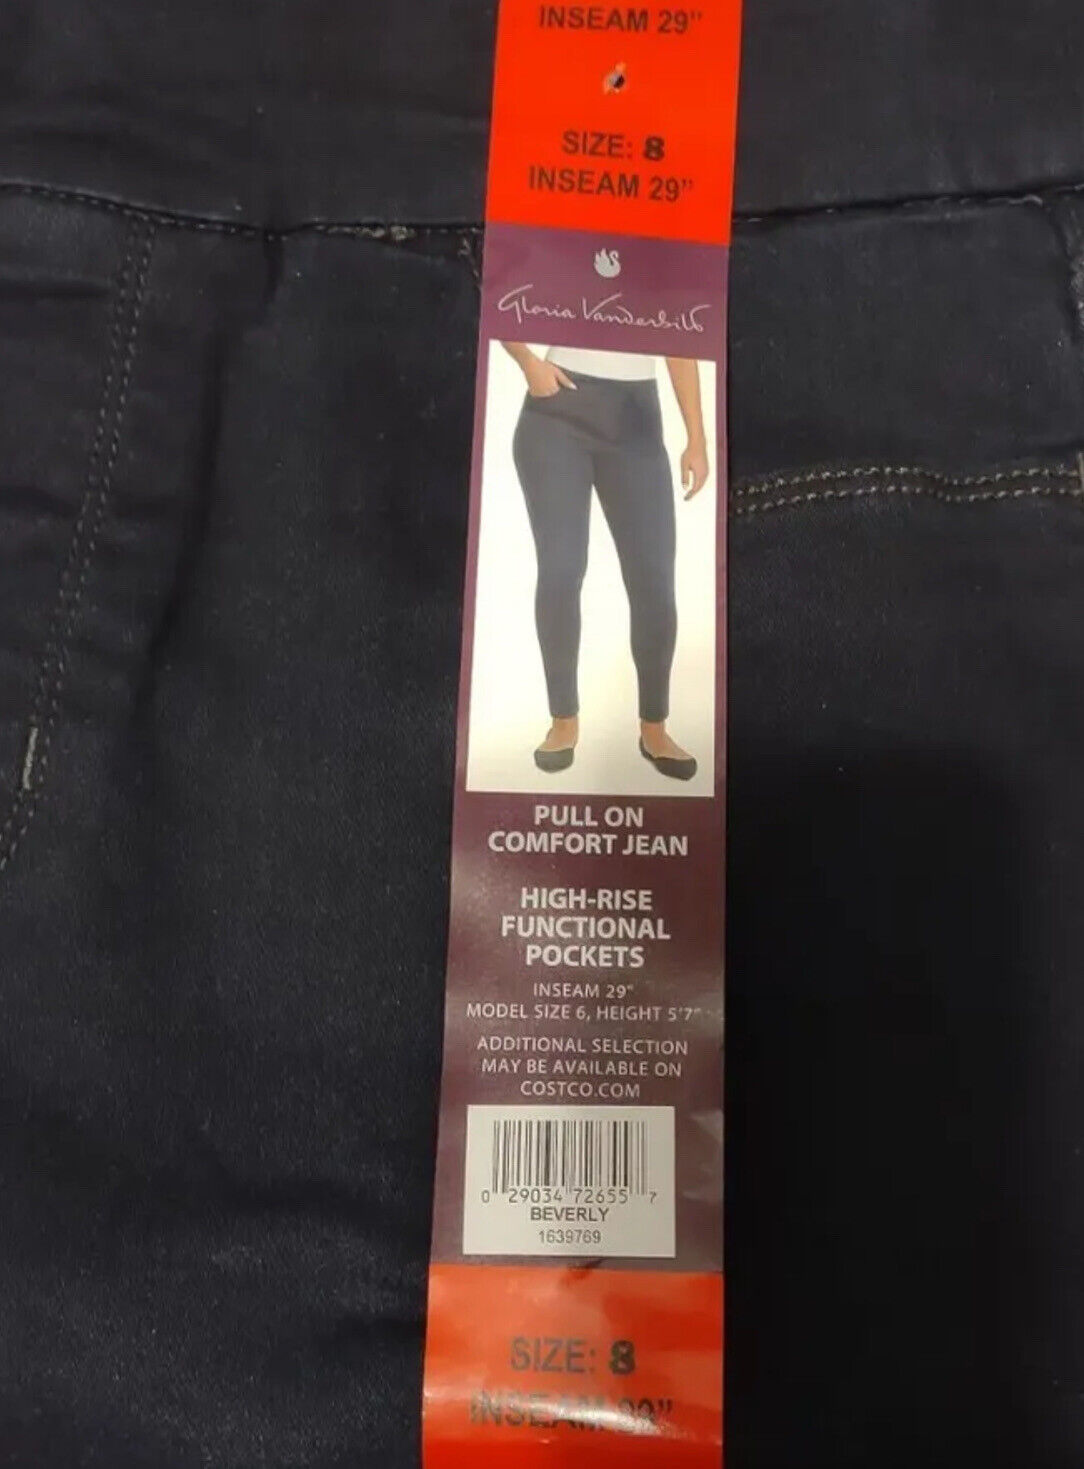 INSEAM 29"
SIZE: 8
INSEAM 29"
Gloria Vanderbilt
PULL ON
COMFORT JEAN
HIGH-RISE
FUNCTIONAL
POCKETS
INSEAM 29"
MODEL SIZE 6, HEIGHT 5'7"
ADDITIONAL SELECTION
MAY BE AVAILABLE ON
COSTCO.COM
0 29034 72655 7
BEVERLY
1639769
SIZE: 8
INSEAM 29"